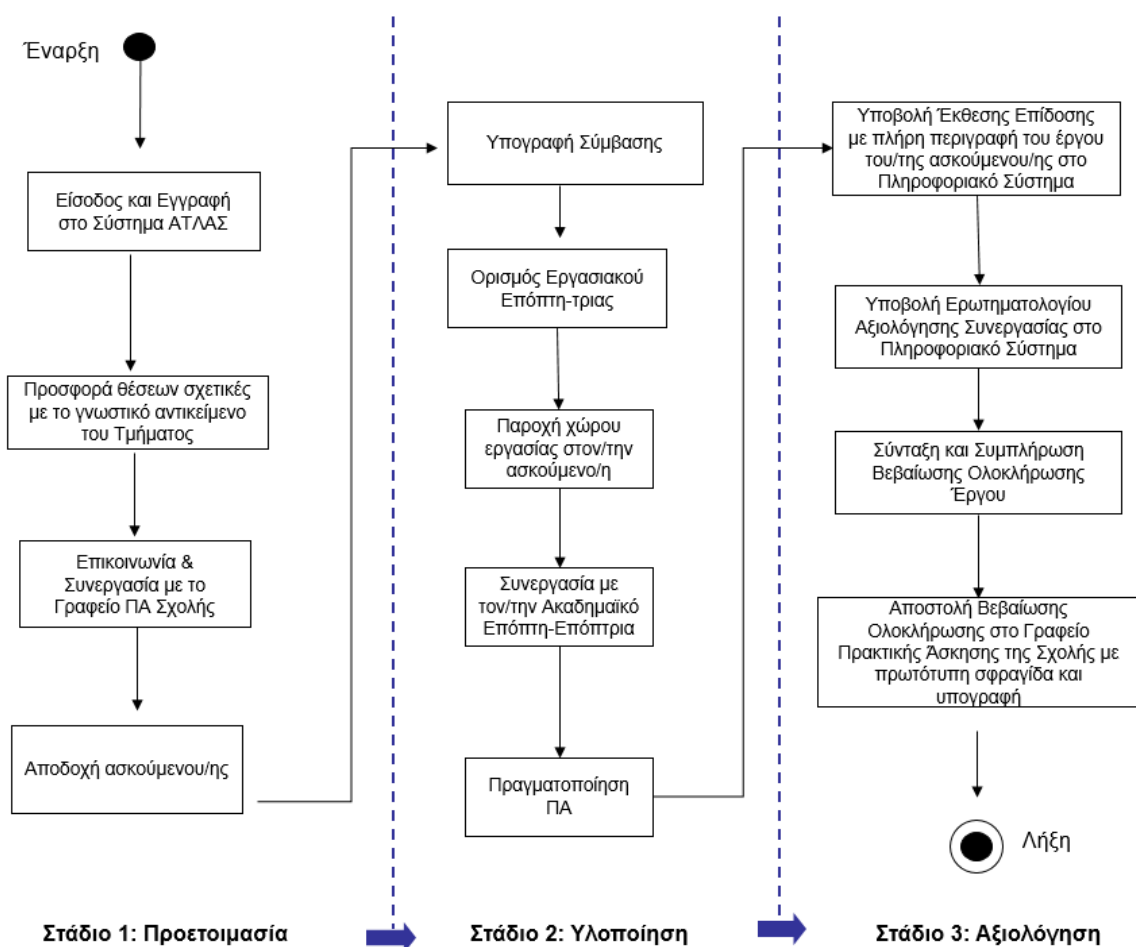 Έναρξη
Είσοδος και Εγγραφή
στο Σύστημα ΑΤΛΑΣ
Προσφορά θέσεων σχετικές
με το γνωστικό αντικείμενο
του Τμήματος
Επικοινωνία &
Συνεργασία με το
Γραφείο ΠΑ Σχολής
Αποδοχή ασκούμενου/ης
Υπογραφή Σύμβασης
Ορισμός Εργασιακού
Επόπτη-τριας
Παροχή χώρου
εργασίας στον/την
ασκούμενο/η
Συνεργασία με
τον/την Ακαδημαϊκό
Επόπτη-Επόπτρια
Πραγματοποίηση
ΠΑ
Υποβολή Έκθεσης Επίδοσης
με πλήρη περιγραφή του έργου
του/της ασκούμενου/ης στο
Πληροφοριακό Σύστημα
Υποβολή Ερωτηματολογίου
Αξιολόγησης Συνεργασίας στο
Πληροφοριακό Σύστημα
Σύνταξη και Συμπλήρωση
Βεβαίωσης Ολοκλήρωσης
Έργου
Αποστολή Βεβαίωσης
Ολοκλήρωσης στο Γραφείο
Πρακτικής Άσκησης της Σχολής με
πρωτότυπη σφραγίδα και
υπογραφή
Λήξη
Στάδιο 1: Προετοιμασία
Στάδιο 2: Υλοποίηση
Στάδιο 3: Αξιολόγηση